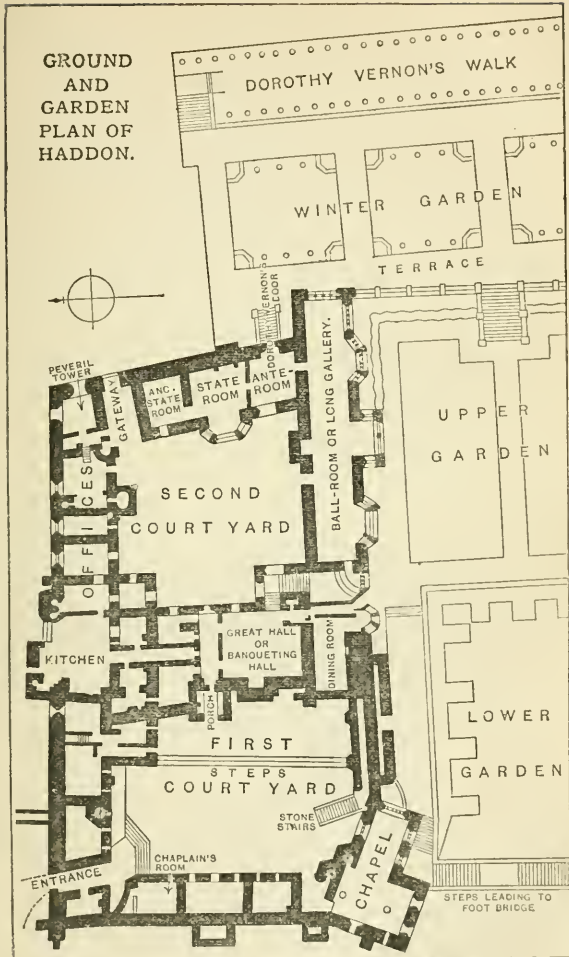 GROUND
AND
GARDEN
PLAN OF
HADDON.
DOROTHY VERNON'S WALK
WINTER GARDEN
TERRACE
DOROTHY VERNON'S
DOOR
PEVERIL
TOWER
GATEWAY
ANC.
STATE
ROOM
STATE
ROOM
ANTE-
ROOM
BALL-ROOM OR LONG GALLERY.
UPPER
GARDEN
OFFICES
SECOND
COURT YARD
KITCHEN
GREAT HALL
OR
BANQUETING
HALL
DINING ROOM
PORCH
FIRST
STEPS
COURT YARD
LOWER
GARDEN
STONE
STAIRS
CHAPEL
CHAPLAIN'S
ROOM
ENTRANCE
STEPS LEADING TO
FOOT BRIDGE